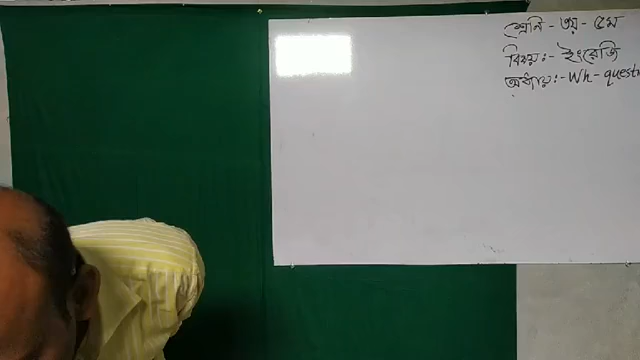 শ্রেনি - ৩য় - ৫ম
বিষয় :- ইংরেজি
অধ্যায় :- Wh - questi